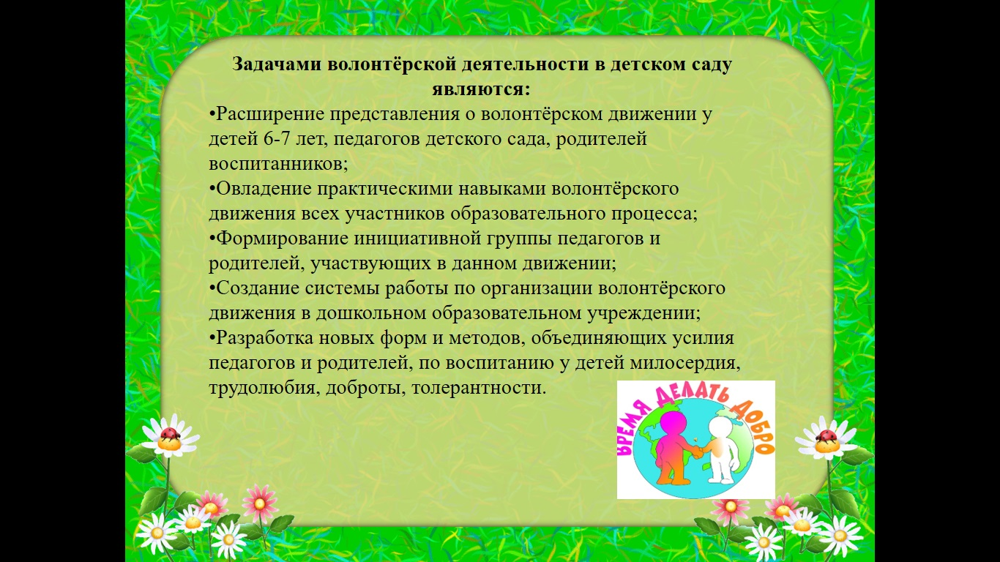 Задачами волонтёрской деятельности в детском саду
являются:
•Расширение представления о волонтёрском движении у
детей 6-7 лет, педагогов детского сада, родителей
воспитанников;
•Овладение практическими навыками волонтёрского
движения всех участников образовательного процесса;
•Формирование инициативной группы педагогов и
родителей, участвующих в данном движении;
•Создание системы работы по организации волонтёрского
движения в дошкольном образовательном учреждении;
•Разработка новых форм и методов, объединяющих усилия
педагогов и родителей, по воспитанию у детей милосердия,
трудолюбия, доброты, толерантности.
ВРЕМЯ ДЕЛАТЬ ДОБРО